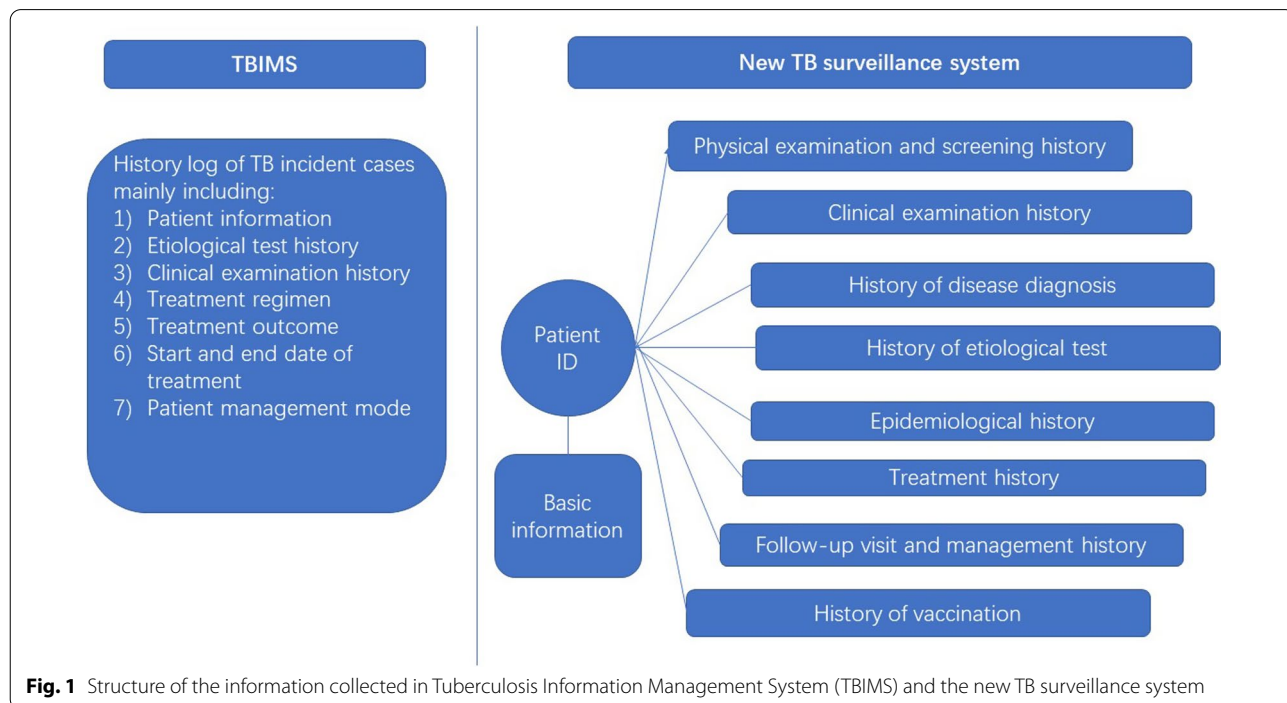 TBIMS
History log of TB incident cases
mainly including:
1) Patient information
2) Etiological test history
3) Clinical examination history
4) Treatment regimen
5) Treatment outcome
6) Start and end date of
treatment
7) Patient management mode
New TB surveillance system
Patient
ID
Basic
information
Physical examination and screening history
Clinical examination history
History of disease diagnosis
History of etiological test
Epidemiological history
Treatment history
Follow-up visit and management history
History of vaccination
Fig. 1 Structure of the information collected in Tuberculosis Information Management System (TBIMS) and the new TB surveillance system